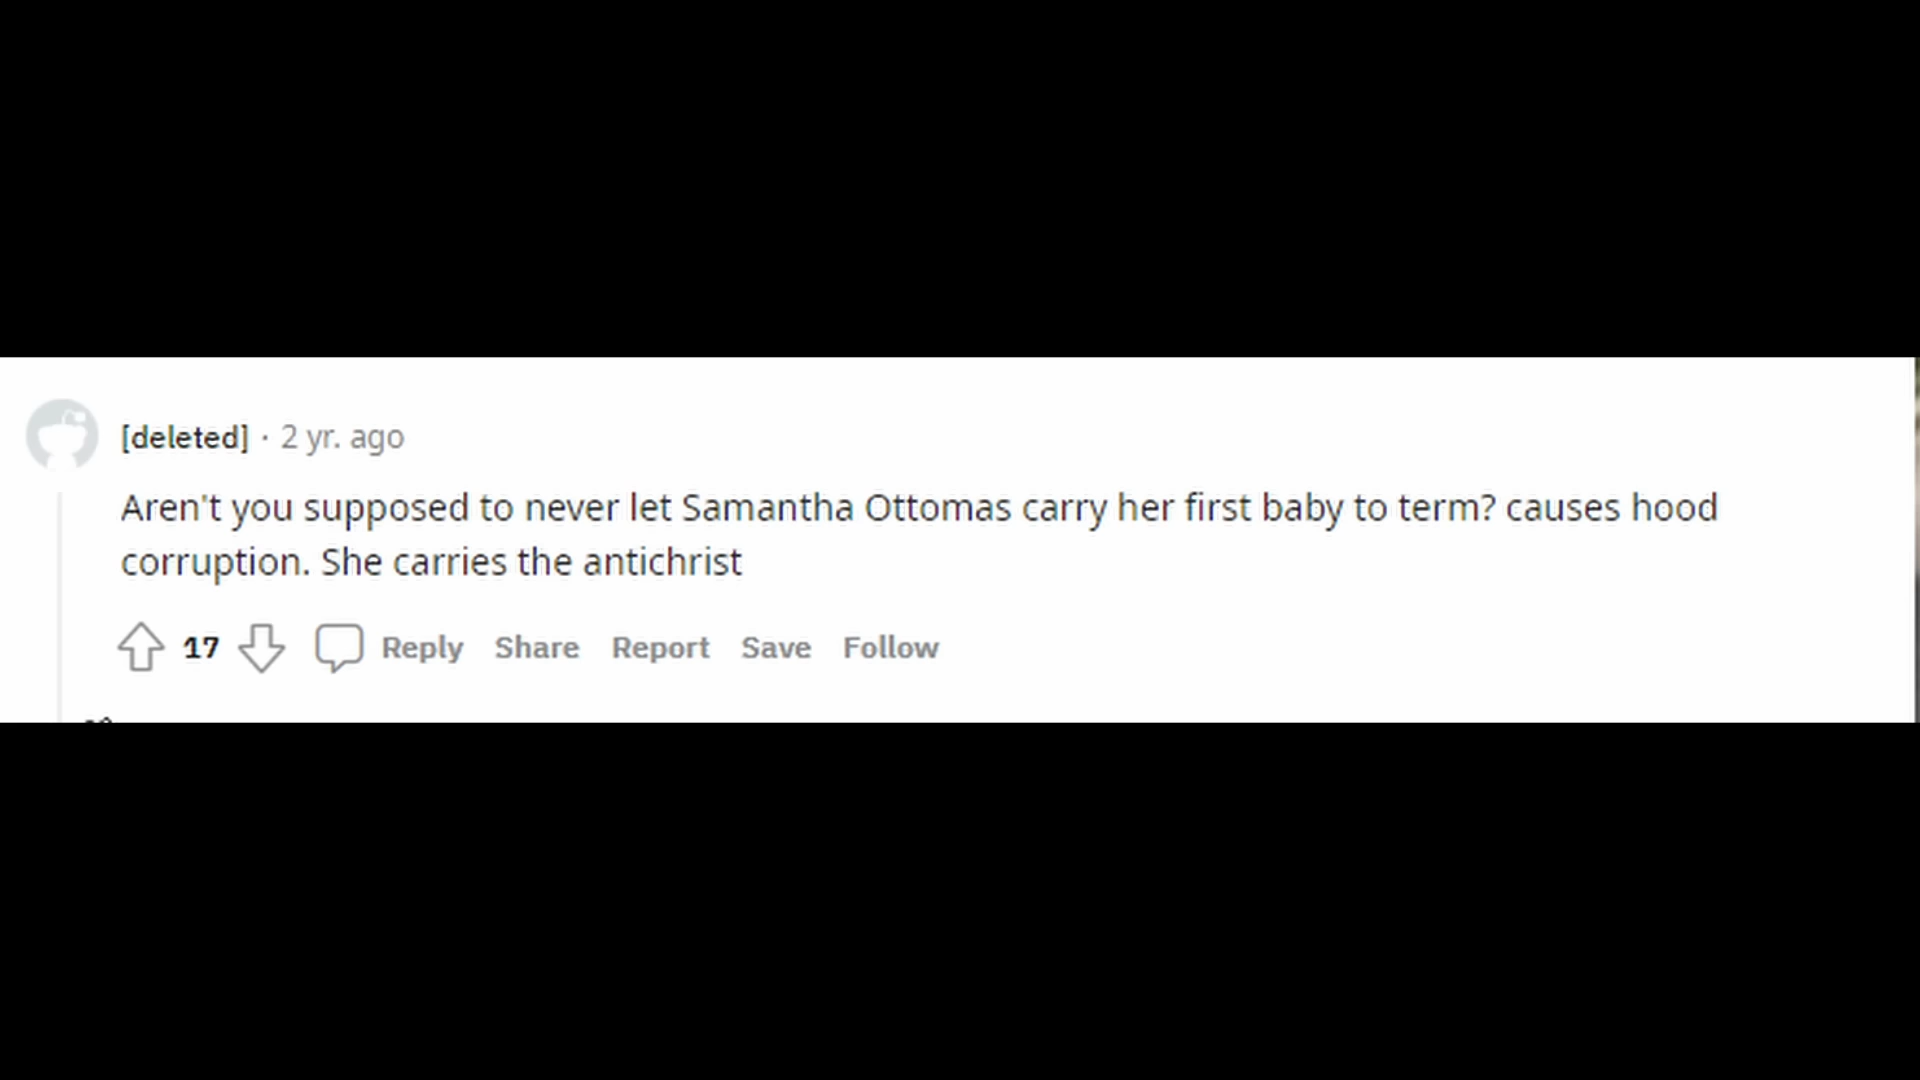 [deleted] · 2 yr. ago
Aren't you supposed to never let Samantha Ottomas carry her first baby to term? causes hood
corruption. She carries the antichrist
17 Reply Share Report Save Follow